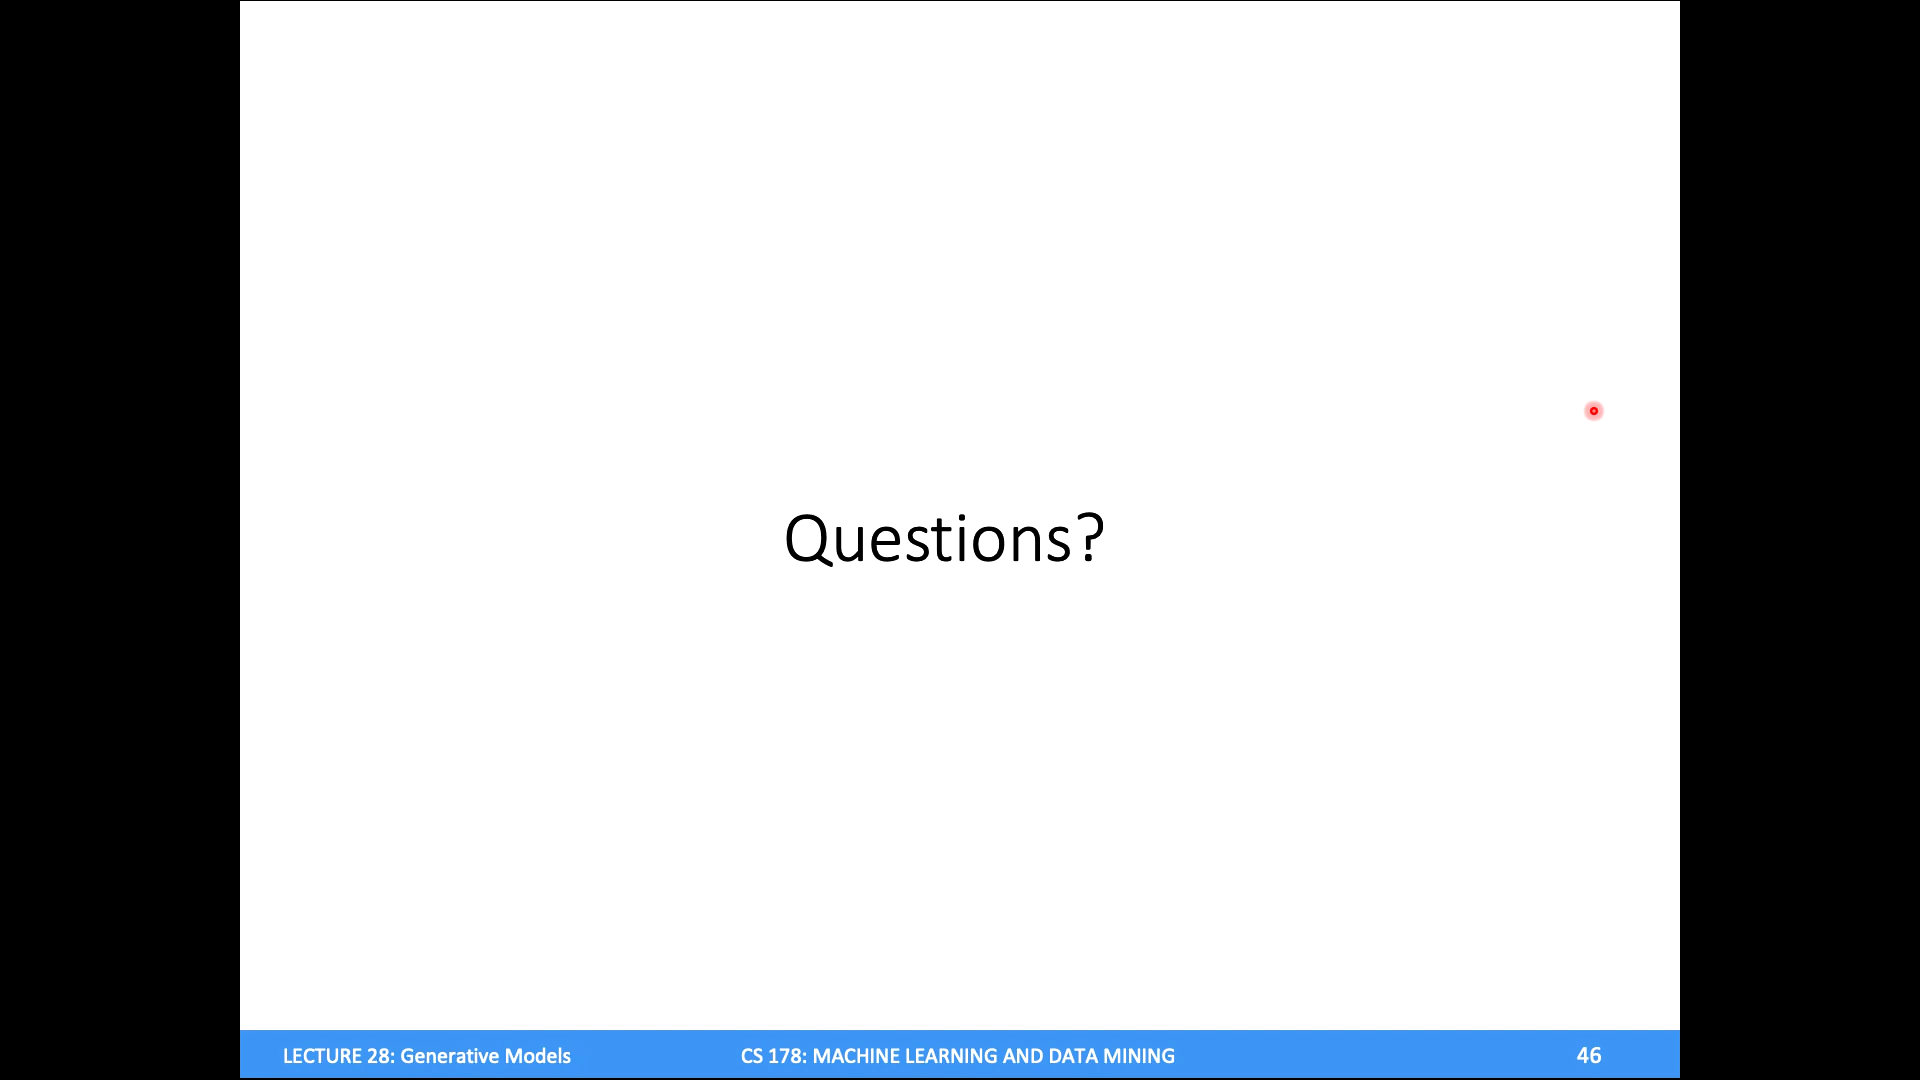 Questions?
LECTURE 28: Generative Models
CS 178: MACHINE LEARNING AND DATA MINING
46